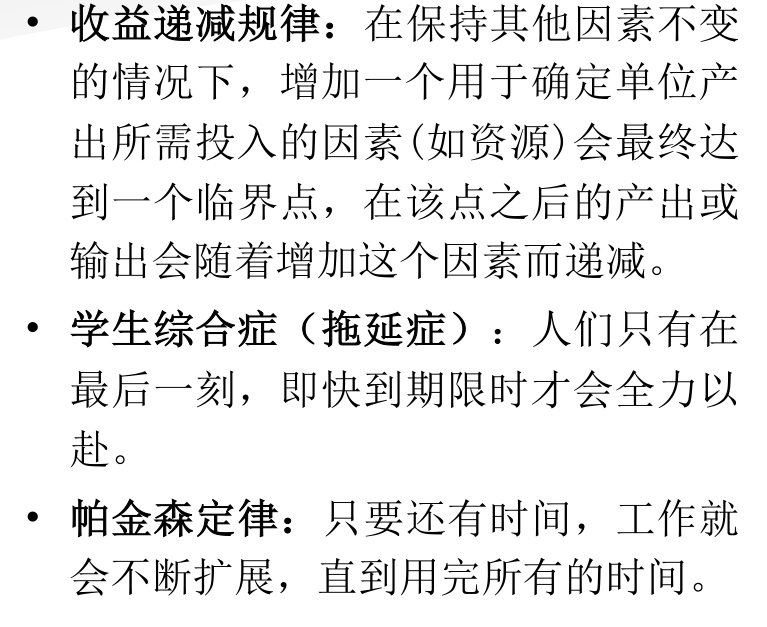 • 收益递减规律：在保持其他因素不变
的情况下，增加一个用于确定单位产
出所需投入的因素(如资源)会最终达
到一个临界点，在该点之后的产出或
输出会随着增加这个因素而递减。
• 学生综合症（拖延症）：人们只有在
最后一刻，即快到期限时才会全力以
赴。
• 帕金森定律：只要还有时间，工作就
会不断扩展，直到用完所有的时间。